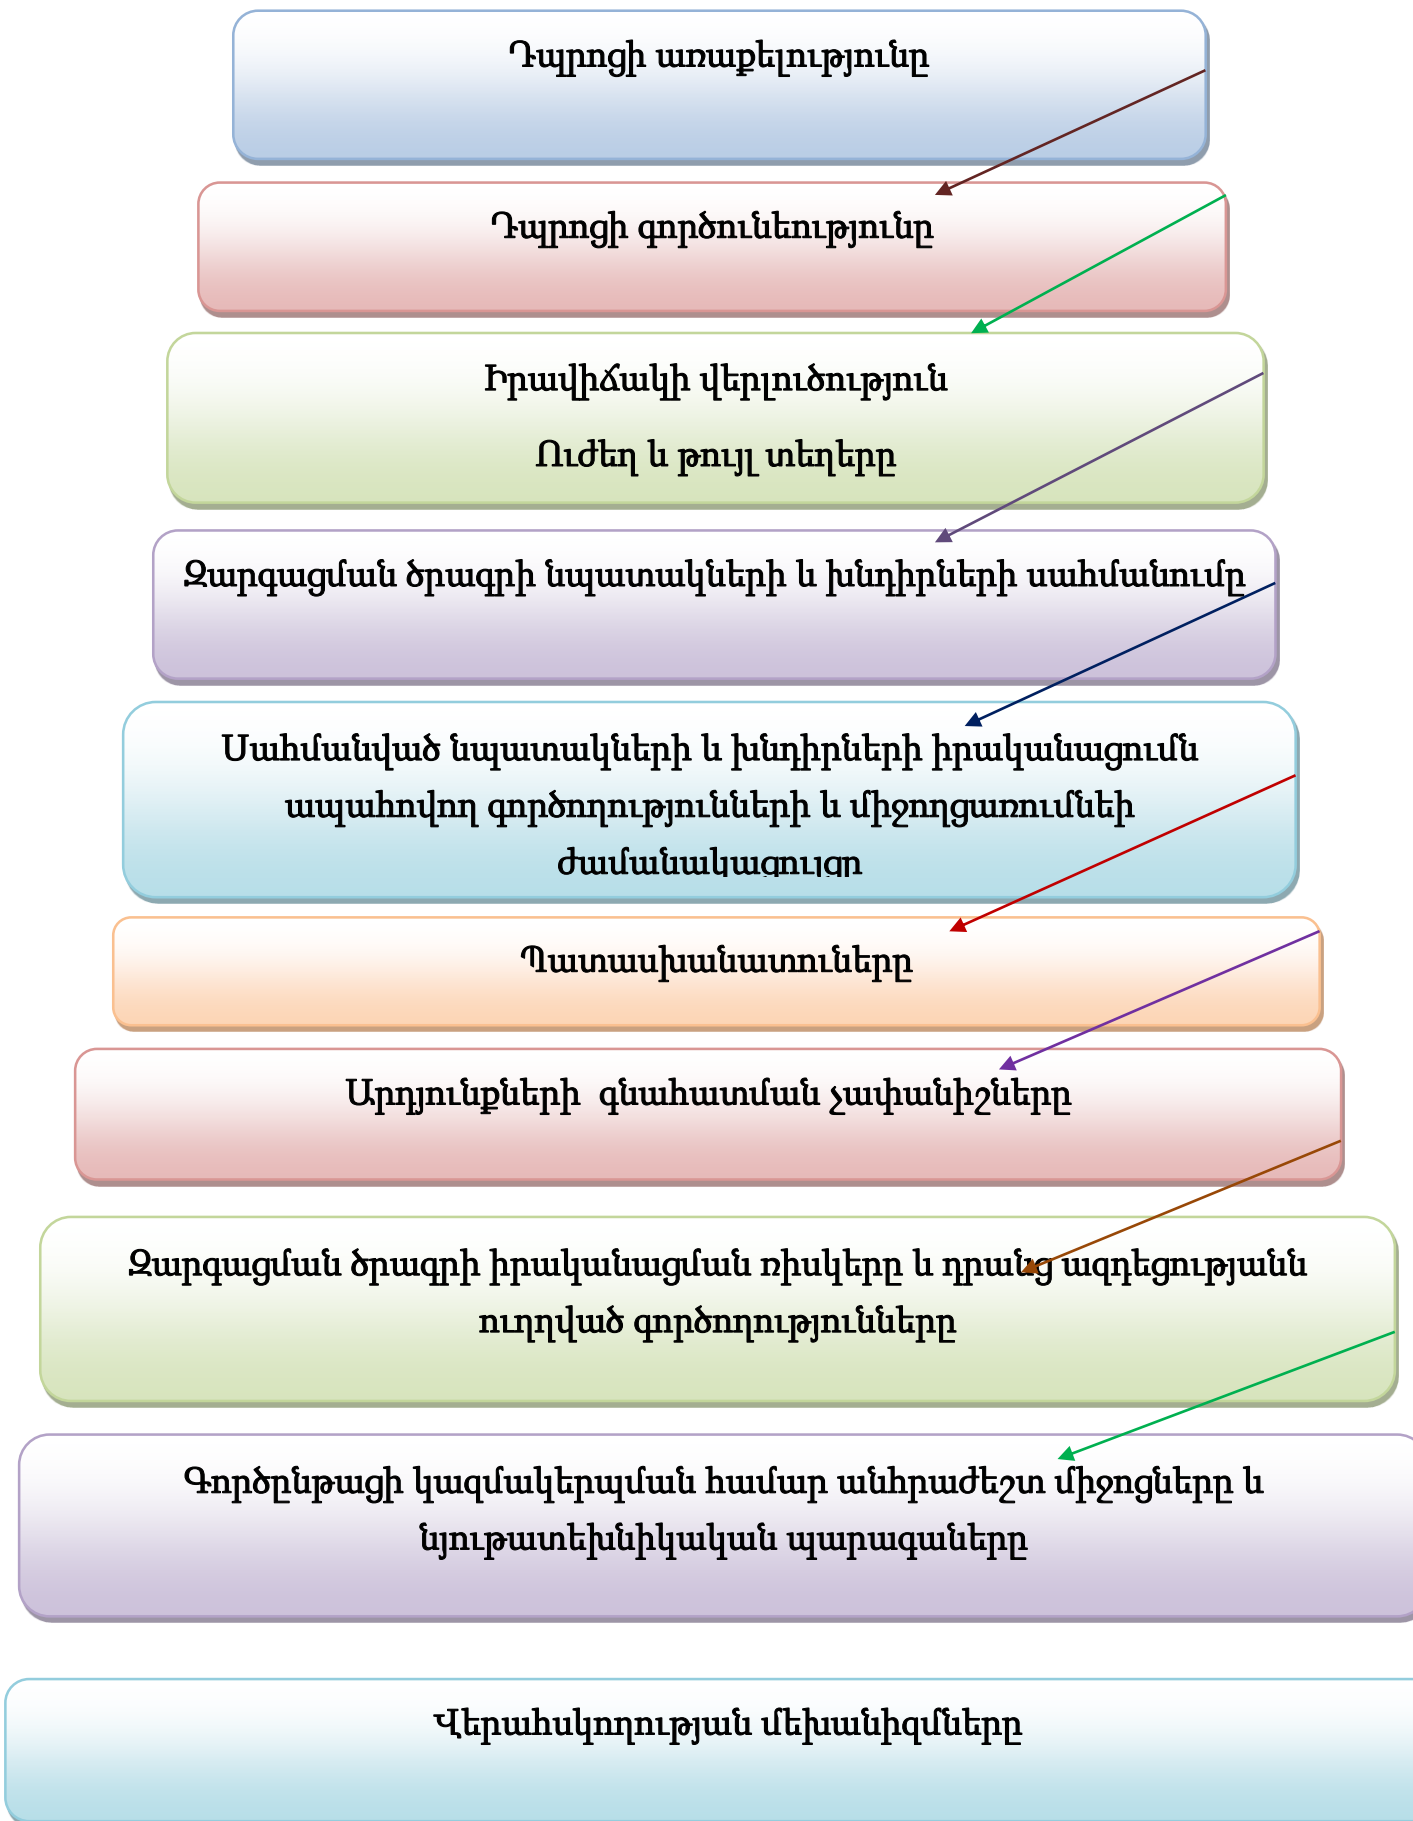 Դպրոցի առաքելությունը
Դպրոցի գործունեությունը
Իրավիճակի վերլուծություն
Ուժեղ և թույլ տեղերը
Զարգացման ծրագրի նպատակների և խնդիրների սահմանումը
Սահմանված նպատակների և խնդիրների իրականացումն
ապահովող գործողությունների և միջողցառումնեի
ժամանակացույցը
Պատասխանատուները
Արդյունքների գնահատման չափանիշները
Զարգացման ծրագրի իրականացման ռիսկերը և դրանց ազդեցությանն
ուղղված գործողությունները
Գործընթացի կազմակերպման համար անհրաժեշտ միջոցները և
նյութատեխնիկական պարագաները
Վերահսկողության մեխանիզմները